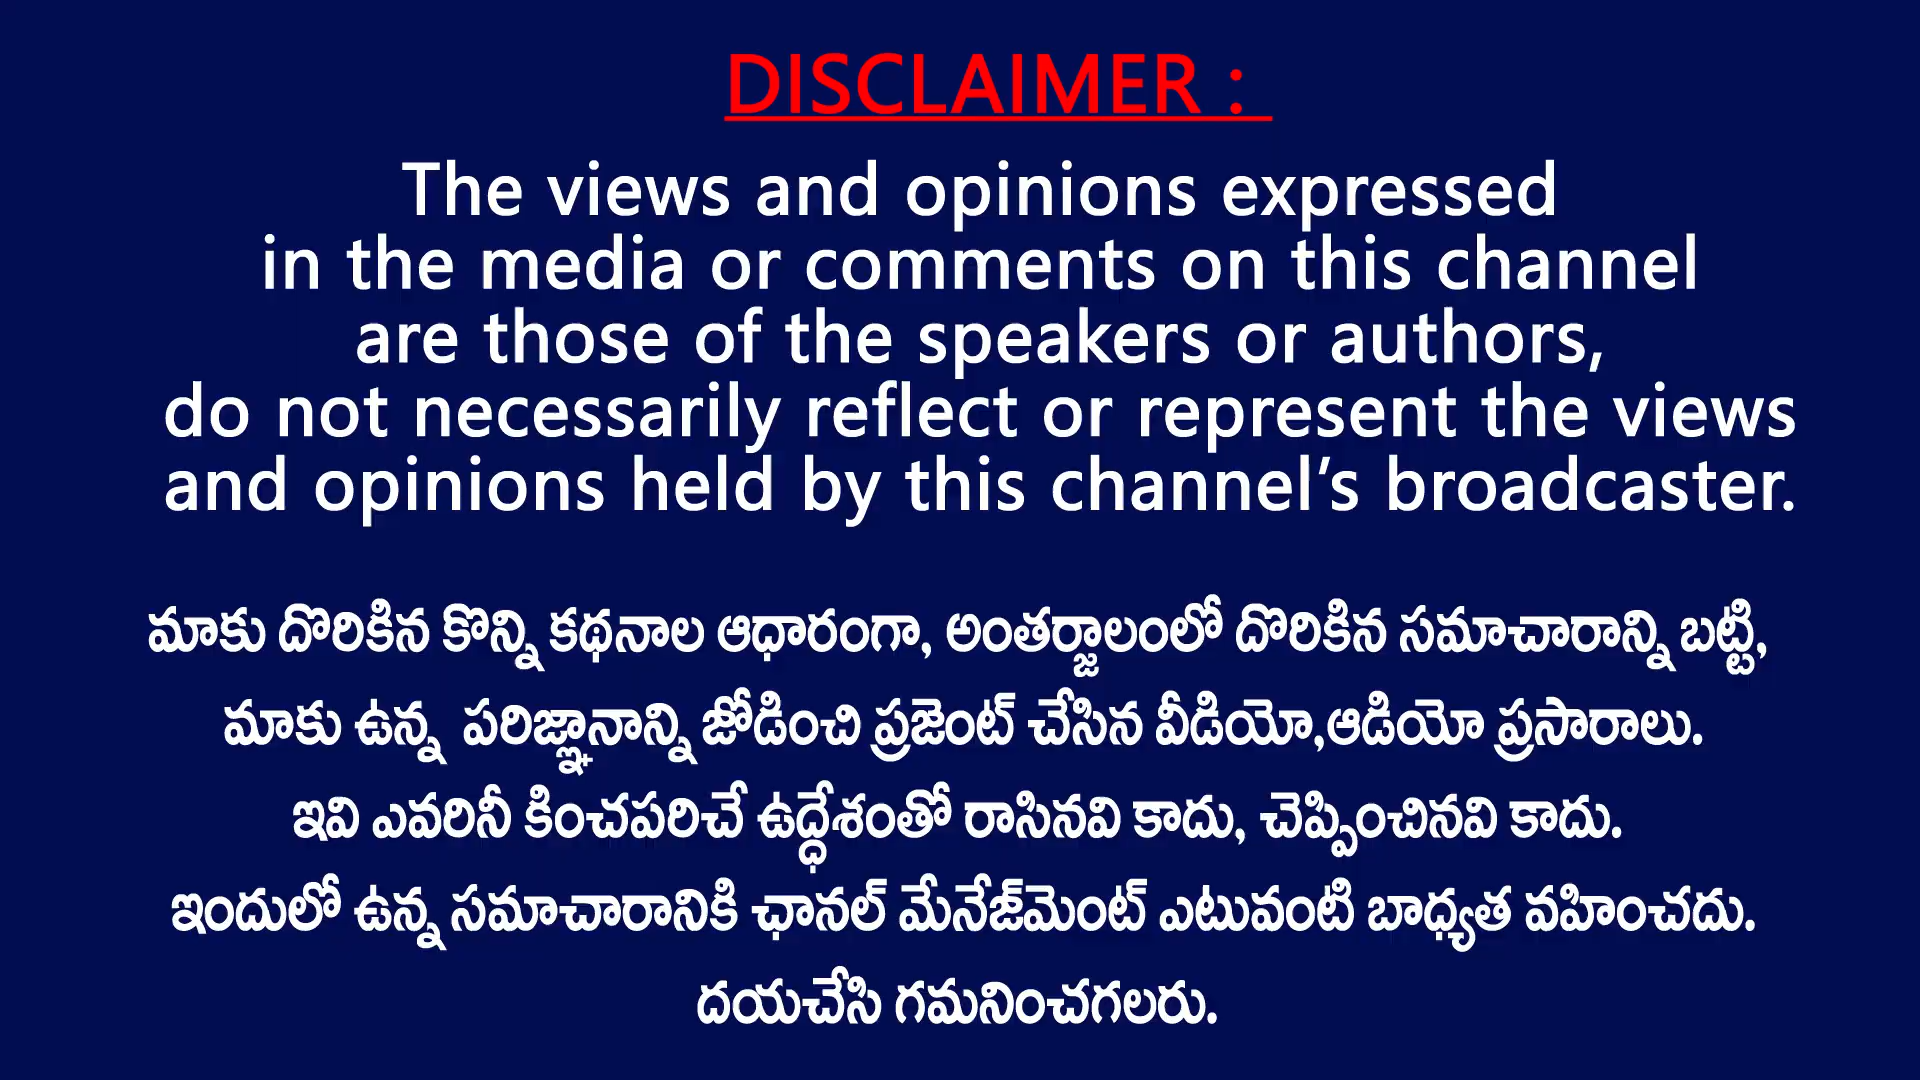 DISCLAIMER :
The views and opinions expressed
in the media or comments on this channel
are those of the speakers or authors,
do not necessarily reflect or represent the views
and opinions held by this channel’s broadcaster.
మాకు దొరికిన కొన్ని కథనాల ఆధారంగా, అంతర్జాలంలో దొరికిన సమాచారాన్ని బట్టి,
మాకు ఉన్న పరిజ్ఞానాన్ని జోడించి ప్రజెంట్ చేసిన వీడియో,ఆడియో ప్రసారాలు.
ఇవి ఎవరినీ కించపరిచే ఉద్ధేశంతో రాసినవి కాదు, చెప్పించినవి కాదు.
ఇందులో ఉన్న సమాచారానికి ఛానల్ మేనేజ్‌మెంట్ ఎటువంటి బాధ్యత వహించదు.
దయచేసి గమనించగలరు.